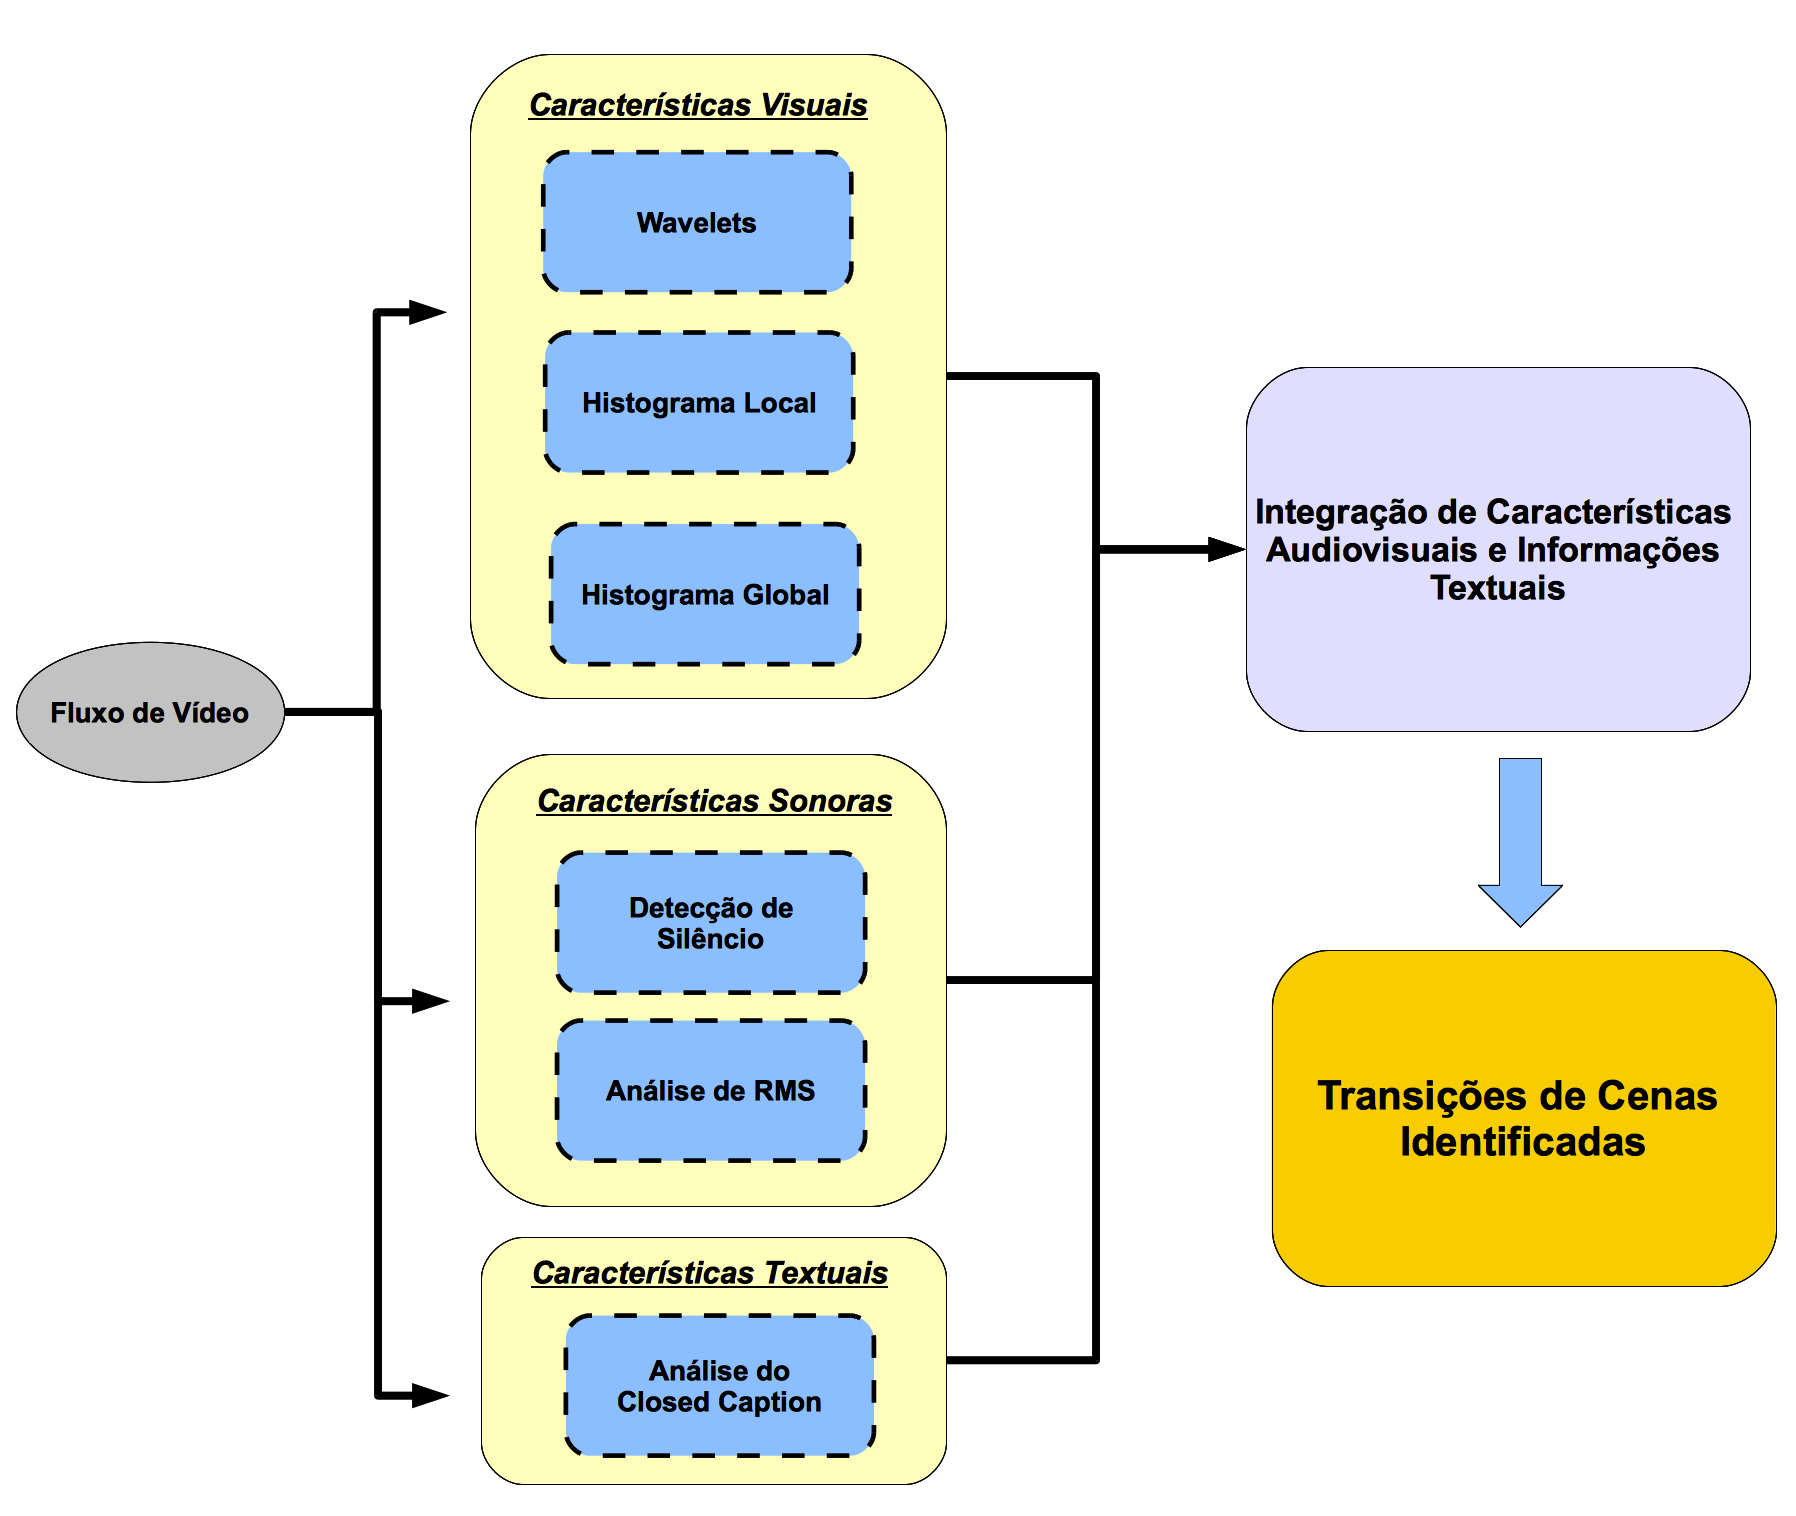 Fluxo de Vídeo
Características Visuais
Wavelets
Histograma Local
Histograma Global
Características Sonoras
Detecção de
Silêncio
Análise de RMS
Características Textuais
Análise do
Closed Caption
Integração de Características
Audiovisuais e Informações
Textuais
Transições de Cenas
Identificadas